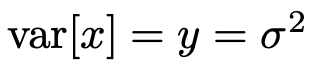 var[x] = y = σ²